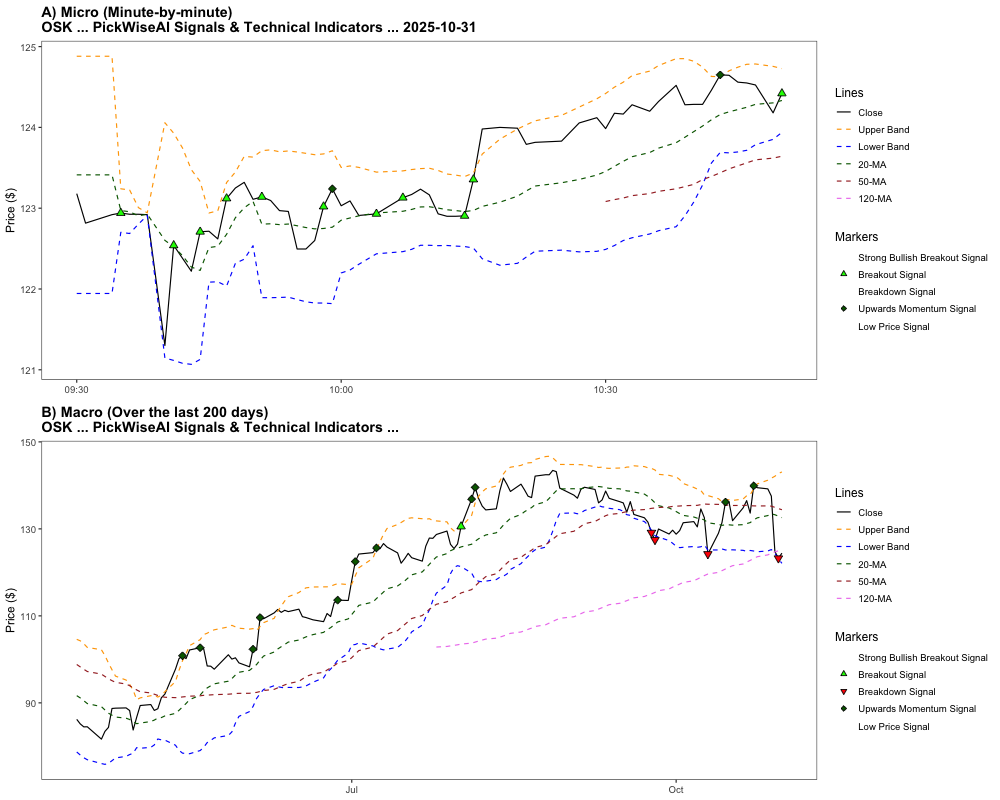 A) Micro (Minute-by-minute)
OSK ... PickWiseAI Signals & Technical Indicators ... 2025-10-31
125
124
123
122
121
Price ($)
09:30
10:00
10:30
Lines
Close
Upper Band
Lower Band
20-MA
50-MA
120-MA
Markers
Strong Bullish Breakout Signal
Breakout Signal
Breakdown Signal
Upwards Momentum Signal
Low Price Signal
B) Macro (Over the last 200 days)
OSK ... PickWiseAI Signals & Technical Indicators ...
150
130
110
90
Price ($)
Jul
Oct
Lines
Close
Upper Band
Lower Band
20-MA
50-MA
120-MA
Markers
Strong Bullish Breakout Signal
Breakout Signal
Breakdown Signal
Upwards Momentum Signal
Low Price Signal